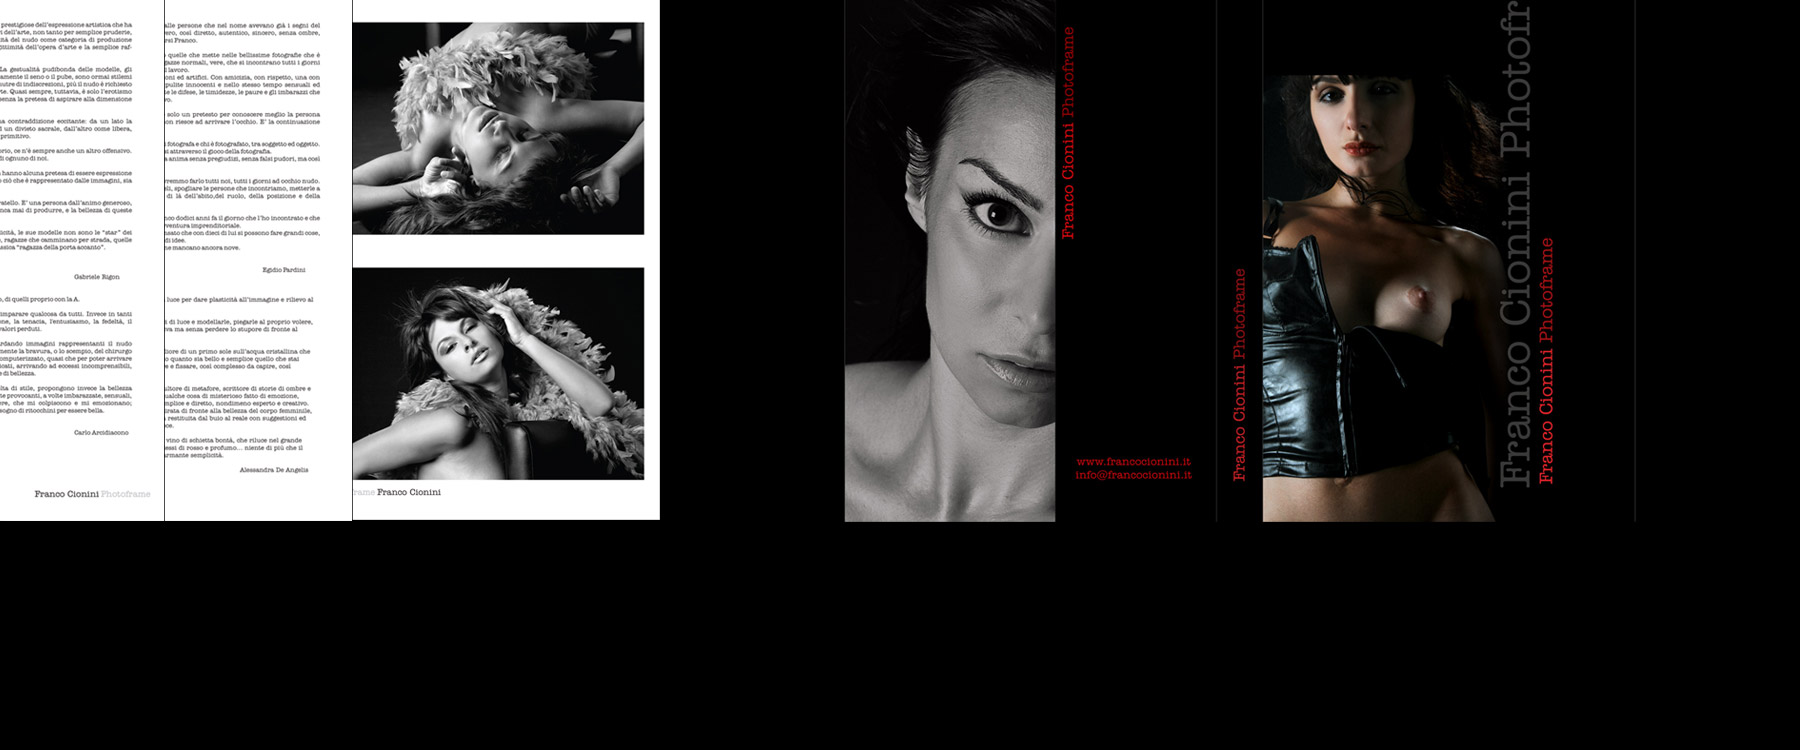 prestigiose dell'espressione artistica che ha
i dell'arte, non tanto per semplice pruderie,
ità del nudo come categoria di produzione
gittimità dell'opera d'arte e la semplice raf-
La gestualità pudibonda delle modelle, gli
amente il seno o il pube, sono ormai stilemi
utre di indiscrezioni, più il nudo è richiesto
rte. Quasi sempre, tuttavia, è solo l'erotismo
senza la pretesa di aspirare alla dimensione
na contraddizione eccitante: da un lato la
d un divieto sacrale, dall'altro come libera,
primitivo.
orio, ce n'è sempre anche un altro offensivo.
di ognuno di noi.
hanno alcuna pretesa di essere espressione
o ciò che è rappresentato dalle immagini, sia
ratello. E' una persona dall'animo generoso,
nca mai di produrre, e la bellezza di queste
icità, le sue modelle non sono le "star" dei
, ragazze che camminano per strada, quelle
assica "ragazza della porta accanto".
Gabriele Rigon
o, di quelli proprio con la A.
imparare qualcosa da tutti. Invece in tanti
one, la tenacia, l'entusiasmo, la fedeltà, il
valori perduti.
rdando immagini rappresentanti il nudo
mente la bravura, o lo scempio, del chirurgo
omputerizzato, quasi che per poter arrivare
icati, arrivando ad eccessi incomprensibili,
e di bellezza.
lta di stile, propongono invece la bellezza
te provocanti, a volte imbarazzate, sensuali,
ere, che mi colpiscono e mi emozionano;
sogno di ritocchini per essere bella.
Carlo Arcidiacono
Franco Cionini Photoframe
alle persone che nel nome avevano già i segni del
ero, così diretto, autentico, sincero, senza ombre,
rsi Franco.
quelle che mette nelle bellissime fotografie che è
gazze normali, vere, che si incontrano tutti i giorni
l lavoro.
oni ed artifici. Con amicizia, con rispetto, una con
pulite innocenti e nello stesso tempo sensuali ed
e le difese, le timidezze, le paure e gli imbarazzi che
vo.
solo un pretesto per conoscere meglio la persona
on riesce ad arrivare l'occhio. E' la continuazione
i fotografa e chi è fotografato, tra soggetto ed oggetto.
si attraverso il gioco della fotografia.
a anima senza pregiudizi, senza falsi pudori, ma così
rremmo farlo tutti noi, tutti i giorni ad occhio nudo.
ali, spogliare le persone che incontriamo, metterle a
di là dell'abito,del ruolo, della posizione e della
nco dodici anni fa il giorno che l'ho incontrato e che
ventura imprenditoriale.
nsato che con dieci di lui si possono fare grandi cose,
di idee.
ne mancano ancora nove.
Egidio Pardini
luce per dare plasticità all'immagine e rilievo al
i di luce e modellarle, piegarle al proprio volere,
va ma senza perdere lo stupore di fronte al
liore di un primo sole sull'acqua cristallina che
o quanto sia bello e semplice quello che stai
e e fissare, così complesso da capire, così
ultore di metafore, scrittore di storie di ombre e
ualche cosa di misterioso fatto di emozione,
mplice e diretto, nondimeno esperto e creativo.
irata di fronte alla bellezza del corpo femminile,
restituita dal buio al reale con suggestioni ed
ce.
vino di schietta bontà, che riluce nel grande
essi di rosso e profumo... niente di più che il
armante semplicità.
Alessandra De Angelis
rame Franco Cionini
Franco Cionini Photoframe
www.francocionini.it
info@francocionini.it
Franco Cionini Photoframe
Franco Cionini Photofr
Franco Cionini Photoframe